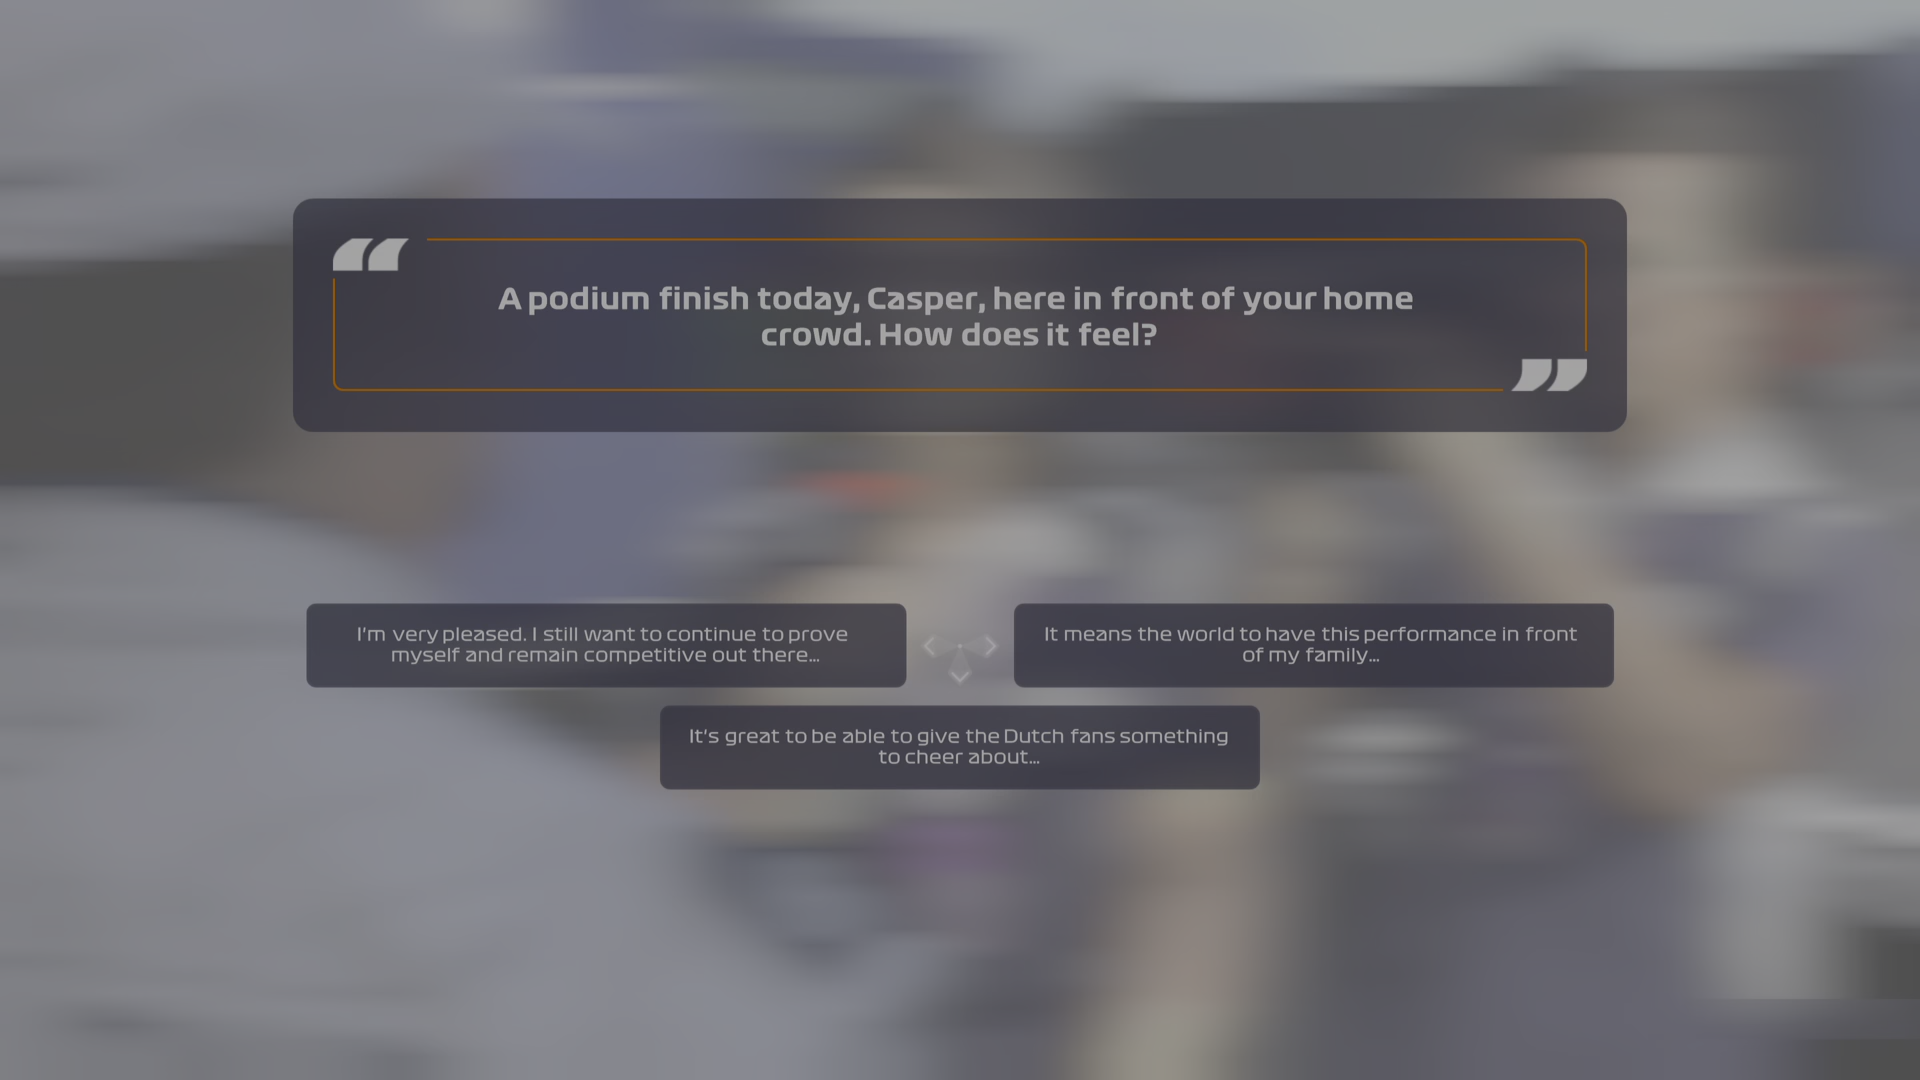 A podium finish today, Casper, here in front of your home
crowd. How does it feel?
I'm very pleased. I still want to continue to prove
myself and remain competitive out there...
It means the world to have this performance in front
of my family...
It's great to be able to give the Dutch fans something
to cheer about...